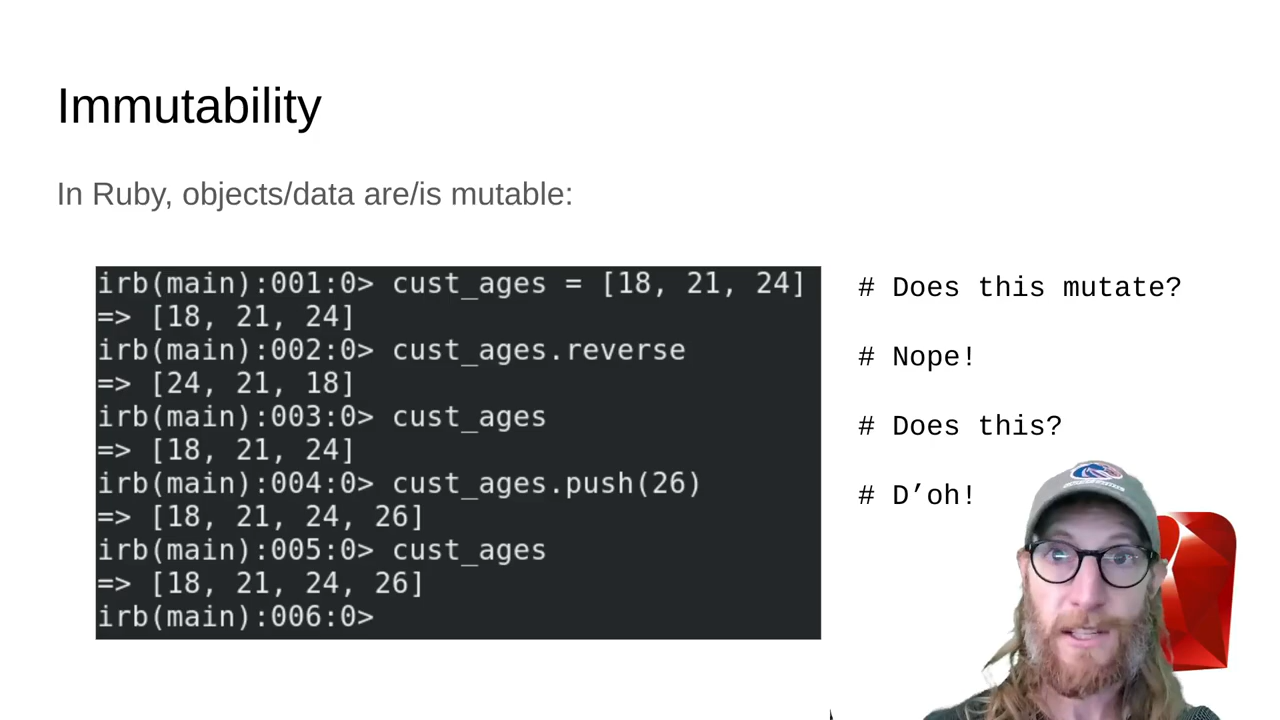 Immutability
In Ruby, objects/data are/is mutable:
irb(main):001:0> cust_ages = [18, 21, 24]
=> [18, 21, 24]
irb(main):002:0> cust_ages.reverse
=> [24, 21, 18]
irb(main):003:0> cust_ages
=> [18, 21, 24]
irb(main):004:0> cust_ages.push(26)
=> [18, 21, 24, 26]
irb(main):005:0> cust_ages
=> [18, 21, 24, 26]
irb(main):006:0>
# Does this mutate?
# Nope!
# Does this?
# D’oh!